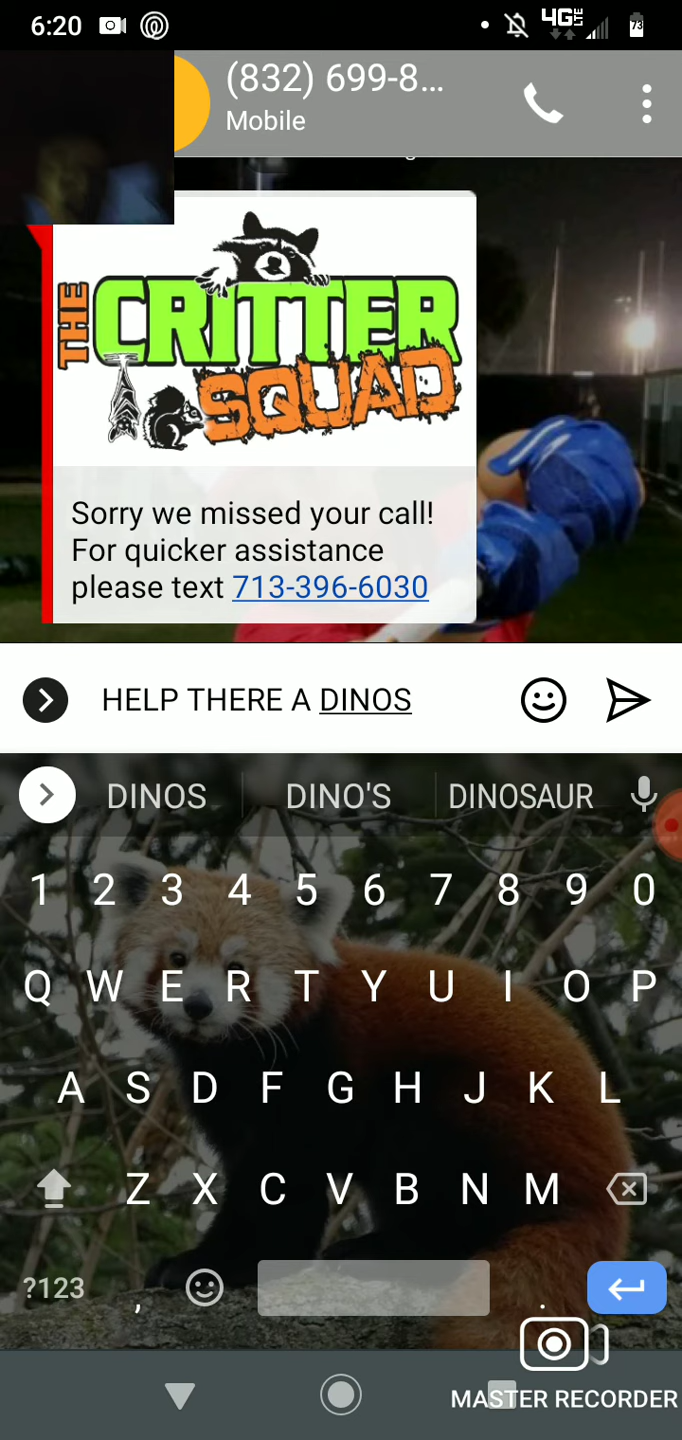 6:20
4G LTE
73
(832) 699-8...
Mobile
THE
CRITTER
SQUAD
Sorry we missed your call!
For quicker assistance
please text 713-396-6030
HELP THERE A DINOS
DINOS DINO'S DINOSAUR
1 2 3 4 5 6 7 8 9 0
Q W E R T Y U I O P
A S D F G H J K L
Z X C V B N M
?123 , .
MASTER RECORDER